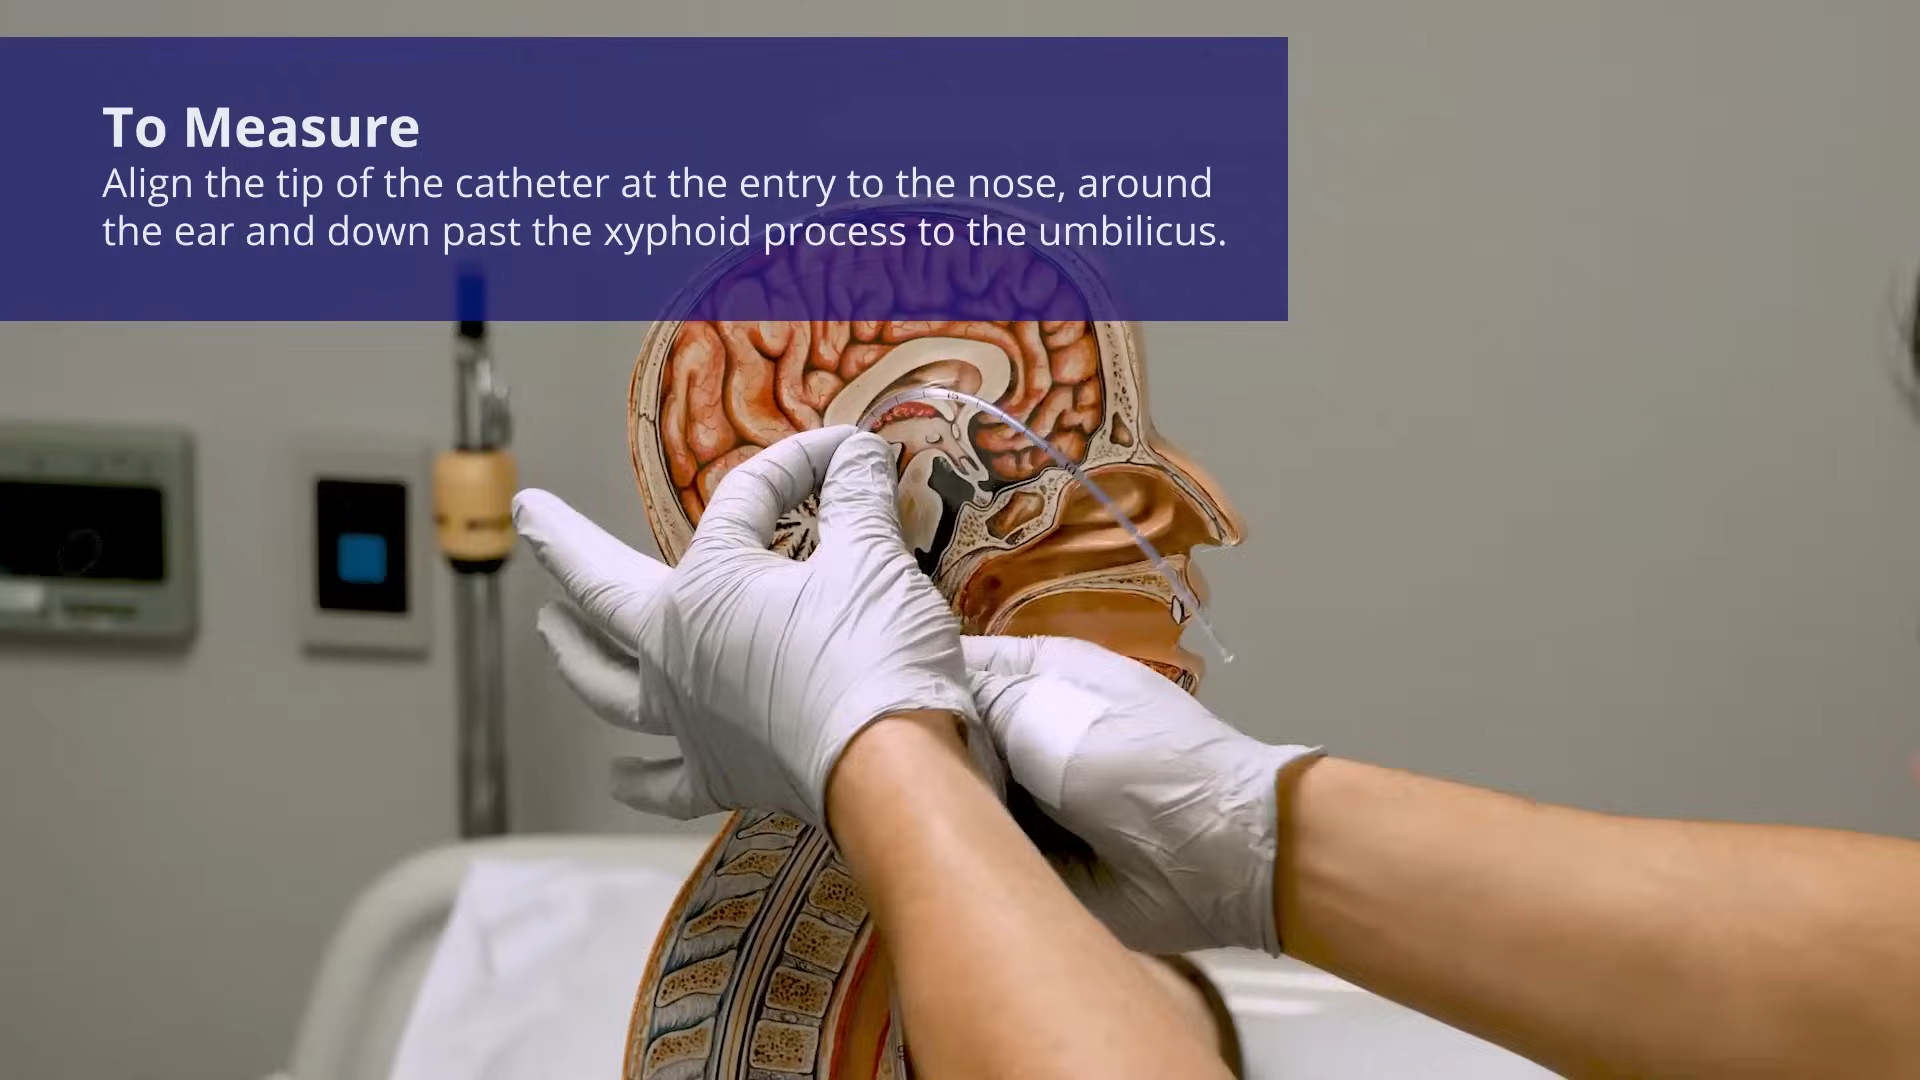 To Measure
Align the tip of the catheter at the entry to the nose, around
the ear and down past the xyphoid process to the umbilicus.